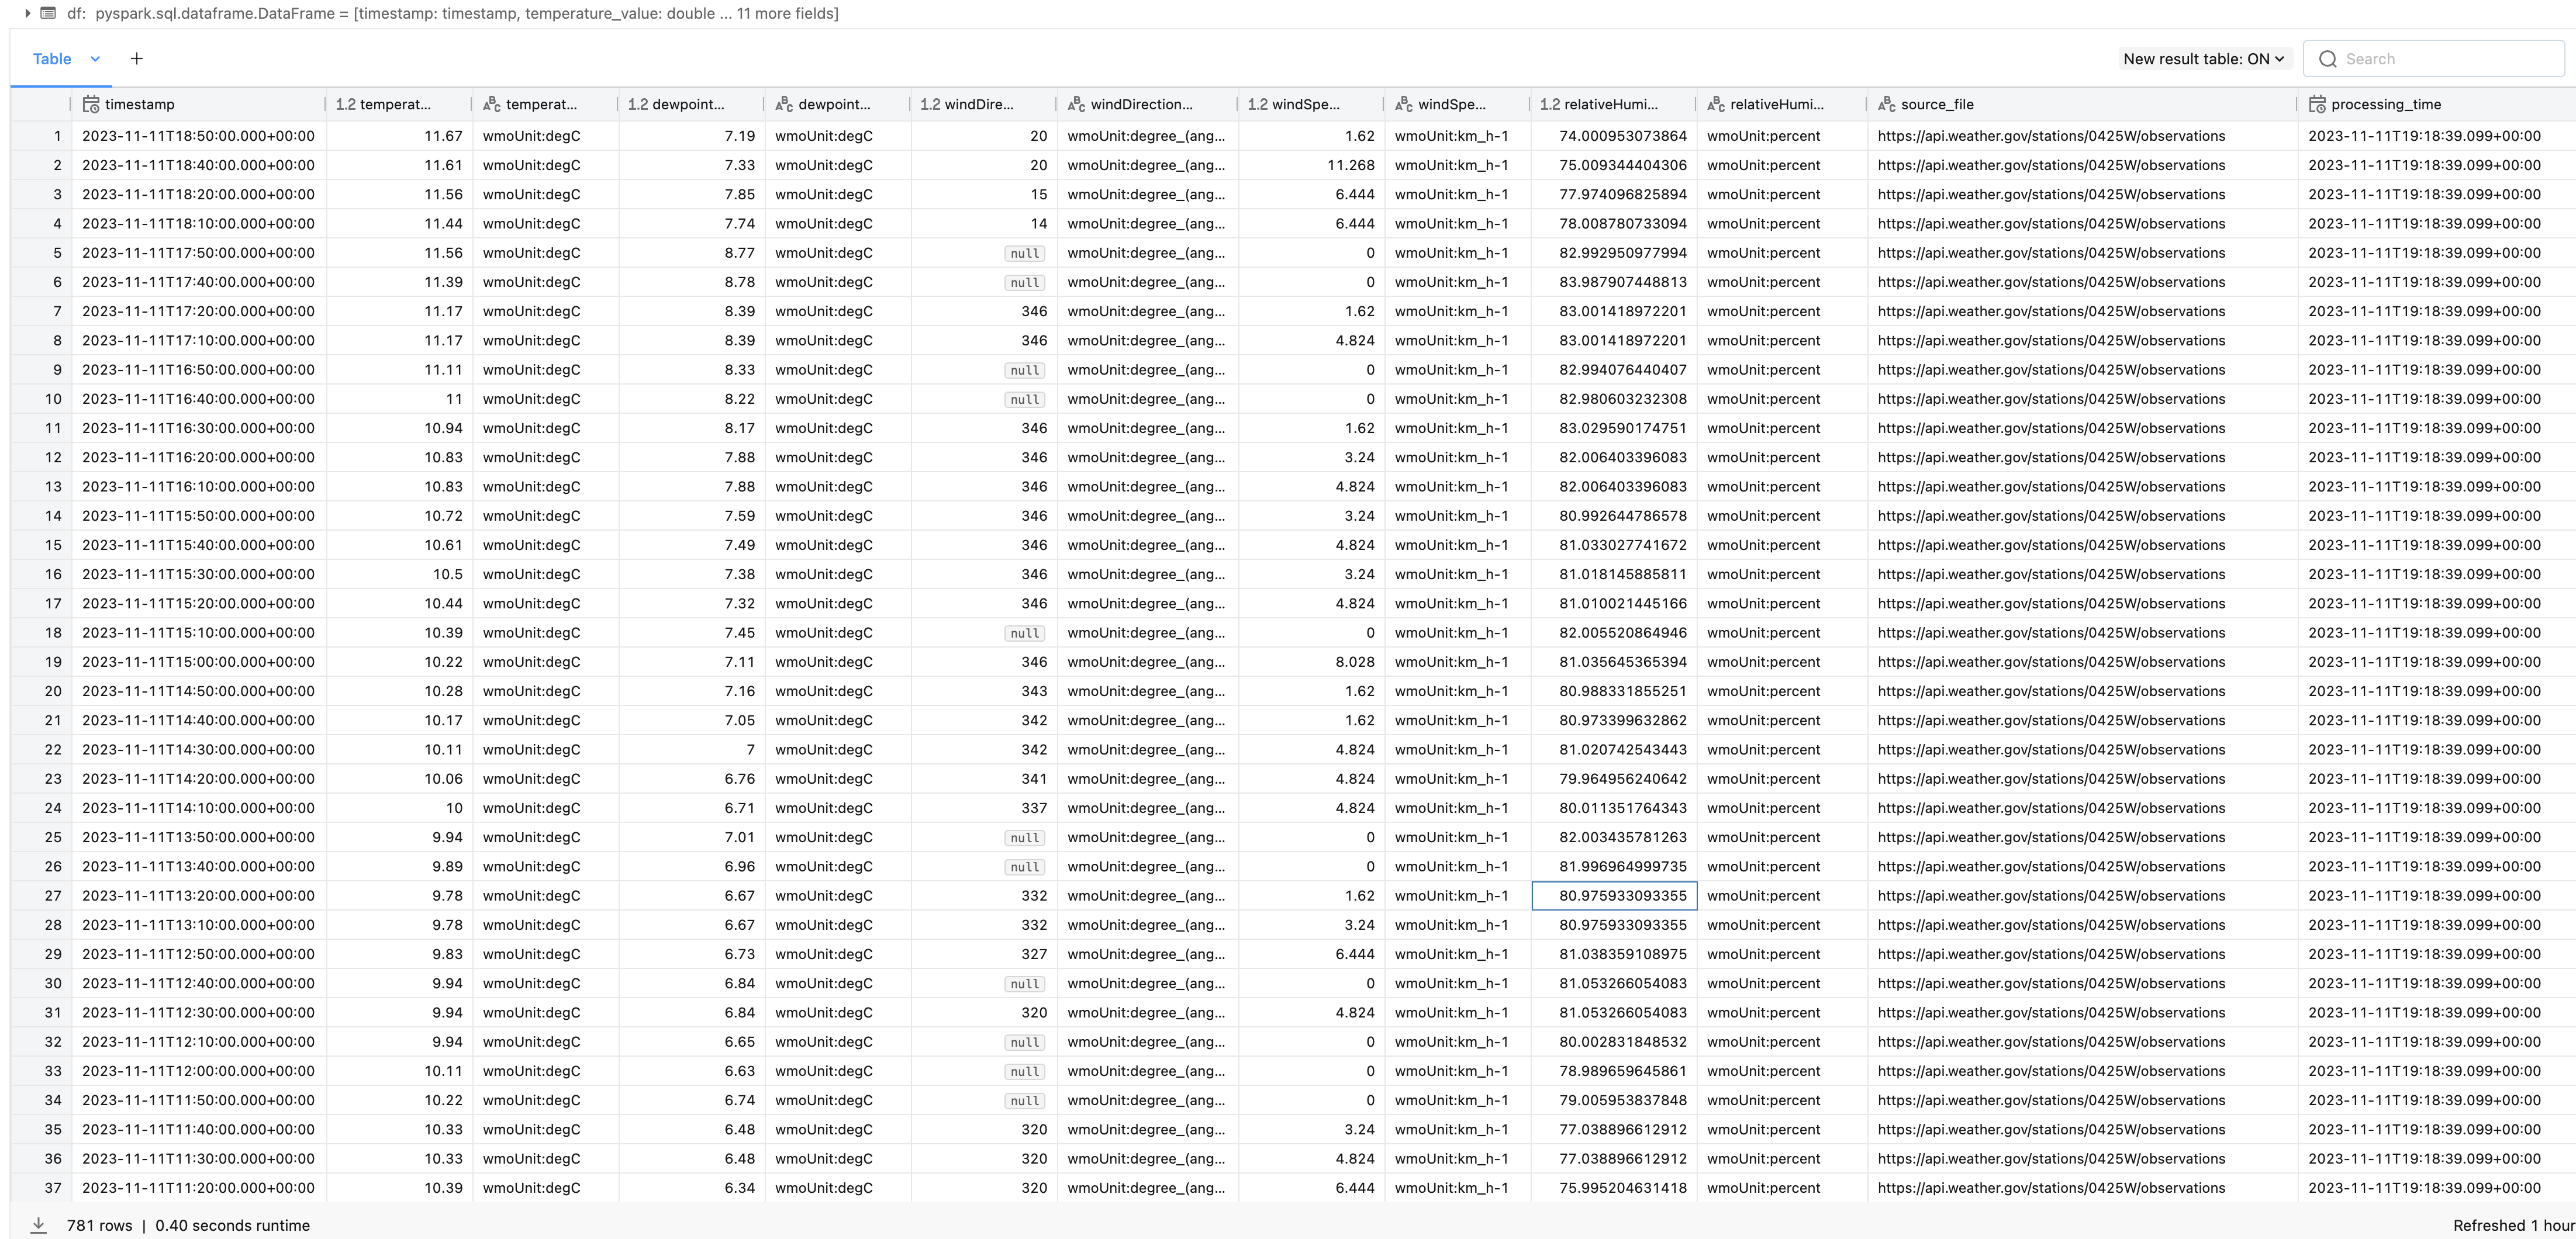 df: pyspark.sql.dataframe.DataFrame = [timestamp: timestamp, temperature_value: double ... 11 more fields]
Table + New result table: ON Search
timestamp 1.2 temperat... ABC temperat... 1.2 dewpoint... ABC dewpoint... 1.2 windDire... ABC windDirection... 1.2 windSpe... ABC windSpe... 1.2 relativeHumi... ABC relativeHumi... ABC source_file processing_time
1 2023-11-11T18:50:00.000+00:00 11.67 wmoUnit:degC 7.19 wmoUnit:degC 20 wmoUnit:degree_(ang... 1.62 wmoUnit:km_h-1 74.000953073864 wmoUnit:percent https://api.weather.gov/stations/0425W/observations 2023-11-11T19:18:39.099+00:00
2 2023-11-11T18:40:00.000+00:00 11.61 wmoUnit:degC 7.33 wmoUnit:degC 20 wmoUnit:degree_(ang... 11.268 wmoUnit:km_h-1 75.009344404306 wmoUnit:percent https://api.weather.gov/stations/0425W/observations 2023-11-11T19:18:39.099+00:00
3 2023-11-11T18:20:00.000+00:00 11.56 wmoUnit:degC 7.85 wmoUnit:degC 15 wmoUnit:degree_(ang... 6.444 wmoUnit:km_h-1 77.974096825894 wmoUnit:percent https://api.weather.gov/stations/0425W/observations 2023-11-11T19:18:39.099+00:00
4 2023-11-11T18:10:00.000+00:00 11.44 wmoUnit:degC 7.74 wmoUnit:degC 14 wmoUnit:degree_(ang... 6.444 wmoUnit:km_h-1 78.008780733094 wmoUnit:percent https://api.weather.gov/stations/0425W/observations 2023-11-11T19:18:39.099+00:00
5 2023-11-11T17:50:00.000+00:00 11.56 wmoUnit:degC 8.77 wmoUnit:degC null wmoUnit:degree_(ang... 0 wmoUnit:km_h-1 82.992950977994 wmoUnit:percent https://api.weather.gov/stations/0425W/observations 2023-11-11T19:18:39.099+00:00
6 2023-11-11T17:40:00.000+00:00 11.39 wmoUnit:degC 8.78 wmoUnit:degC null wmoUnit:degree_(ang... 0 wmoUnit:km_h-1 83.987907448813 wmoUnit:percent https://api.weather.gov/stations/0425W/observations 2023-11-11T19:18:39.099+00:00
7 2023-11-11T17:20:00.000+00:00 11.17 wmoUnit:degC 8.39 wmoUnit:degC 346 wmoUnit:degree_(ang... 1.62 wmoUnit:km_h-1 83.001418972201 wmoUnit:percent https://api.weather.gov/stations/0425W/observations 2023-11-11T19:18:39.099+00:00
8 2023-11-11T17:10:00.000+00:00 11.17 wmoUnit:degC 8.39 wmoUnit:degC 346 wmoUnit:degree_(ang... 4.824 wmoUnit:km_h-1 83.001418972201 wmoUnit:percent https://api.weather.gov/stations/0425W/observations 2023-11-11T19:18:39.099+00:00
9 2023-11-11T16:50:00.000+00:00 11.11 wmoUnit:degC 8.33 wmoUnit:degC null wmoUnit:degree_(ang... 0 wmoUnit:km_h-1 82.994076440407 wmoUnit:percent https://api.weather.gov/stations/0425W/observations 2023-11-11T19:18:39.099+00:00
10 2023-11-11T16:40:00.000+00:00 11 wmoUnit:degC 8.22 wmoUnit:degC null wmoUnit:degree_(ang... 0 wmoUnit:km_h-1 82.980603232308 wmoUnit:percent https://api.weather.gov/stations/0425W/observations 2023-11-11T19:18:39.099+00:00
11 2023-11-11T16:30:00.000+00:00 10.94 wmoUnit:degC 8.17 wmoUnit:degC 346 wmoUnit:degree_(ang... 1.62 wmoUnit:km_h-1 83.029590174751 wmoUnit:percent https://api.weather.gov/stations/0425W/observations 2023-11-11T19:18:39.099+00:00
12 2023-11-11T16:20:00.000+00:00 10.83 wmoUnit:degC 7.88 wmoUnit:degC 346 wmoUnit:degree_(ang... 3.24 wmoUnit:km_h-1 82.006403396083 wmoUnit:percent https://api.weather.gov/stations/0425W/observations 2023-11-11T19:18:39.099+00:00
13 2023-11-11T16:10:00.000+00:00 10.83 wmoUnit:degC 7.88 wmoUnit:degC 346 wmoUnit:degree_(ang... 4.824 wmoUnit:km_h-1 82.006403396083 wmoUnit:percent https://api.weather.gov/stations/0425W/observations 2023-11-11T19:18:39.099+00:00
14 2023-11-11T15:50:00.000+00:00 10.72 wmoUnit:degC 7.59 wmoUnit:degC 346 wmoUnit:degree_(ang... 3.24 wmoUnit:km_h-1 80.992644786578 wmoUnit:percent https://api.weather.gov/stations/0425W/observations 2023-11-11T19:18:39.099+00:00
15 2023-11-11T15:40:00.000+00:00 10.61 wmoUnit:degC 7.49 wmoUnit:degC 346 wmoUnit:degree_(ang... 4.824 wmoUnit:km_h-1 81.033027741672 wmoUnit:percent https://api.weather.gov/stations/0425W/observations 2023-11-11T19:18:39.099+00:00
16 2023-11-11T15:30:00.000+00:00 10.5 wmoUnit:degC 7.38 wmoUnit:degC 346 wmoUnit:degree_(ang... 3.24 wmoUnit:km_h-1 81.018145885811 wmoUnit:percent https://api.weather.gov/stations/0425W/observations 2023-11-11T19:18:39.099+00:00
17 2023-11-11T15:20:00.000+00:00 10.44 wmoUnit:degC 7.32 wmoUnit:degC 346 wmoUnit:degree_(ang... 4.824 wmoUnit:km_h-1 81.010021445166 wmoUnit:percent https://api.weather.gov/stations/0425W/observations 2023-11-11T19:18:39.099+00:00
18 2023-11-11T15:10:00.000+00:00 10.39 wmoUnit:degC 7.45 wmoUnit:degC null wmoUnit:degree_(ang... 0 wmoUnit:km_h-1 82.005520864946 wmoUnit:percent https://api.weather.gov/stations/0425W/observations 2023-11-11T19:18:39.099+00:00
19 2023-11-11T15:00:00.000+00:00 10.22 wmoUnit:degC 7.11 wmoUnit:degC 346 wmoUnit:degree_(ang... 8.028 wmoUnit:km_h-1 81.035645365394 wmoUnit:percent https://api.weather.gov/stations/0425W/observations 2023-11-11T19:18:39.099+00:00
20 2023-11-11T14:50:00.000+00:00 10.28 wmoUnit:degC 7.16 wmoUnit:degC 343 wmoUnit:degree_(ang... 1.62 wmoUnit:km_h-1 80.988331855251 wmoUnit:percent https://api.weather.gov/stations/0425W/observations 2023-11-11T19:18:39.099+00:00
21 2023-11-11T14:40:00.000+00:00 10.17 wmoUnit:degC 7.05 wmoUnit:degC 342 wmoUnit:degree_(ang... 1.62 wmoUnit:km_h-1 80.973399632862 wmoUnit:percent https://api.weather.gov/stations/0425W/observations 2023-11-11T19:18:39.099+00:00
22 2023-11-11T14:30:00.000+00:00 10.11 wmoUnit:degC 7 wmoUnit:degC 342 wmoUnit:degree_(ang... 4.824 wmoUnit:km_h-1 81.020742543443 wmoUnit:percent https://api.weather.gov/stations/0425W/observations 2023-11-11T19:18:39.099+00:00
23 2023-11-11T14:20:00.000+00:00 10.06 wmoUnit:degC 6.76 wmoUnit:degC 341 wmoUnit:degree_(ang... 4.824 wmoUnit:km_h-1 79.964956240642 wmoUnit:percent https://api.weather.gov/stations/0425W/observations 2023-11-11T19:18:39.099+00:00
24 2023-11-11T14:10:00.000+00:00 10 wmoUnit:degC 6.71 wmoUnit:degC 337 wmoUnit:degree_(ang... 4.824 wmoUnit:km_h-1 80.011351764343 wmoUnit:percent https://api.weather.gov/stations/0425W/observations 2023-11-11T19:18:39.099+00:00
25 2023-11-11T13:50:00.000+00:00 9.94 wmoUnit:degC 7.01 wmoUnit:degC null wmoUnit:degree_(ang... 0 wmoUnit:km_h-1 82.003435781263 wmoUnit:percent https://api.weather.gov/stations/0425W/observations 2023-11-11T19:18:39.099+00:00
26 2023-11-11T13:40:00.000+00:00 9.89 wmoUnit:degC 6.96 wmoUnit:degC null wmoUnit:degree_(ang... 0 wmoUnit:km_h-1 81.996964999735 wmoUnit:percent https://api.weather.gov/stations/0425W/observations 2023-11-11T19:18:39.099+00:00
27 2023-11-11T13:20:00.000+00:00 9.78 wmoUnit:degC 6.67 wmoUnit:degC 332 wmoUnit:degree_(ang... 1.62 wmoUnit:km_h-1 80.975933093355 wmoUnit:percent https://api.weather.gov/stations/0425W/observations 2023-11-11T19:18:39.099+00:00
28 2023-11-11T13:10:00.000+00:00 9.78 wmoUnit:degC 6.67 wmoUnit:degC 332 wmoUnit:degree_(ang... 3.24 wmoUnit:km_h-1 80.975933093355 wmoUnit:percent https://api.weather.gov/stations/0425W/observations 2023-11-11T19:18:39.099+00:00
29 2023-11-11T12:50:00.000+00:00 9.83 wmoUnit:degC 6.73 wmoUnit:degC 327 wmoUnit:degree_(ang... 6.444 wmoUnit:km_h-1 81.038359108975 wmoUnit:percent https://api.weather.gov/stations/0425W/observations 2023-11-11T19:18:39.099+00:00
30 2023-11-11T12:40:00.000+00:00 9.94 wmoUnit:degC 6.84 wmoUnit:degC null wmoUnit:degree_(ang... 0 wmoUnit:km_h-1 81.053266054083 wmoUnit:percent https://api.weather.gov/stations/0425W/observations 2023-11-11T19:18:39.099+00:00
31 2023-11-11T12:30:00.000+00:00 9.94 wmoUnit:degC 6.84 wmoUnit:degC 320 wmoUnit:degree_(ang... 4.824 wmoUnit:km_h-1 81.053266054083 wmoUnit:percent https://api.weather.gov/stations/0425W/observations 2023-11-11T19:18:39.099+00:00
32 2023-11-11T12:10:00.000+00:00 9.94 wmoUnit:degC 6.65 wmoUnit:degC null wmoUnit:degree_(ang... 0 wmoUnit:km_h-1 80.002831848532 wmoUnit:percent https://api.weather.gov/stations/0425W/observations 2023-11-11T19:18:39.099+00:00
33 2023-11-11T12:00:00.000+00:00 10.11 wmoUnit:degC 6.63 wmoUnit:degC null wmoUnit:degree_(ang... 0 wmoUnit:km_h-1 78.989659645861 wmoUnit:percent https://api.weather.gov/stations/0425W/observations 2023-11-11T19:18:39.099+00:00
34 2023-11-11T11:50:00.000+00:00 10.22 wmoUnit:degC 6.74 wmoUnit:degC null wmoUnit:degree_(ang... 0 wmoUnit:km_h-1 79.005953837848 wmoUnit:percent https://api.weather.gov/stations/0425W/observations 2023-11-11T19:18:39.099+00:00
35 2023-11-11T11:40:00.000+00:00 10.33 wmoUnit:degC 6.48 wmoUnit:degC 320 wmoUnit:degree_(ang... 3.24 wmoUnit:km_h-1 77.038896612912 wmoUnit:percent https://api.weather.gov/stations/0425W/observations 2023-11-11T19:18:39.099+00:00
36 2023-11-11T11:30:00.000+00:00 10.33 wmoUnit:degC 6.48 wmoUnit:degC 320 wmoUnit:degree_(ang... 4.824 wmoUnit:km_h-1 77.038896612912 wmoUnit:percent https://api.weather.gov/stations/0425W/observations 2023-11-11T19:18:39.099+00:00
37 2023-11-11T11:20:00.000+00:00 10.39 wmoUnit:degC 6.34 wmoUnit:degC 320 wmoUnit:degree_(ang... 6.444 wmoUnit:km_h-1 75.995204631418 wmoUnit:percent https://api.weather.gov/stations/0425W/observations 2023-11-11T19:18:39.099+00:00
781 rows | 0.40 seconds runtime Refreshed 1 hour